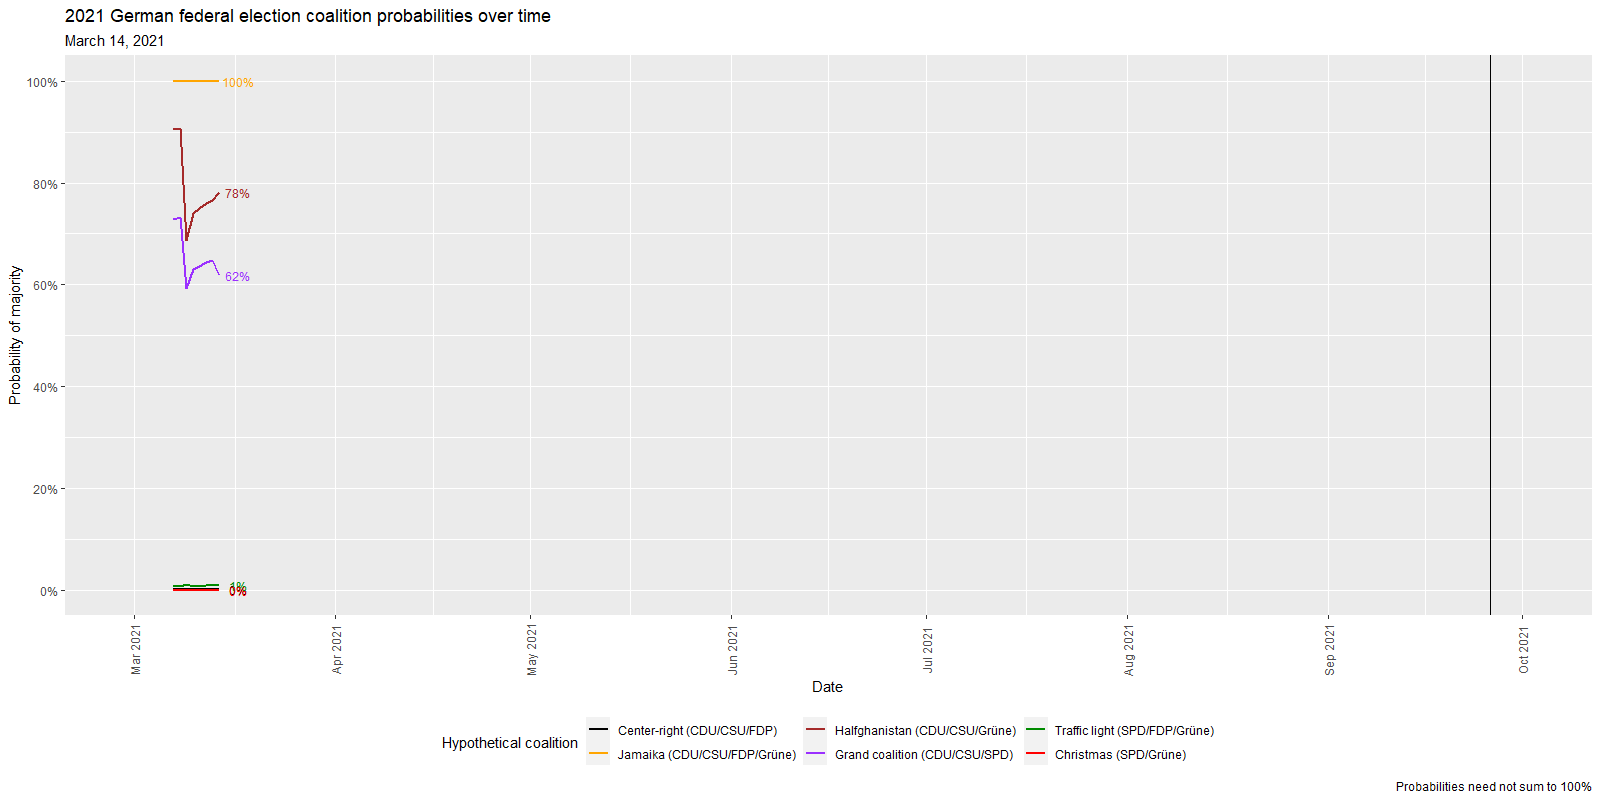 2021 German federal election coalition probabilities over time
March 14, 2021
100%
80%
60%
40%
20%
0%
Probability of majority
100%
78%
62%
1%
0%
Mar 2021
Apr 2021
May 2021
Jun 2021
Jul 2021
Aug 2021
Sep 2021
Oct 2021
Date
Hypothetical coalition
Center-right (CDU/CSU/FDP)
Jamaika (CDU/CSU/FDP/Grüne)
Halfghanistan (CDU/CSU/Grüne)
Grand coalition (CDU/CSU/SPD)
Traffic light (SPD/FDP/Grüne)
Christmas (SPD/Grüne)
Probabilities need not sum to 100%